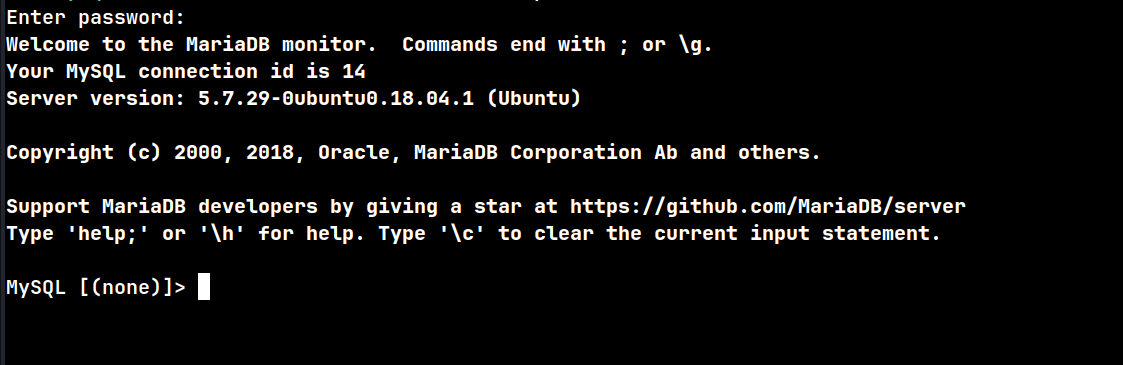 Enter password:
Welcome to the MariaDB monitor.  Commands end with ; or \g.
Your MySQL connection id is 14
Server version: 5.7.29-0ubuntu0.18.04.1 (Ubuntu)
Copyright (c) 2000, 2018, Oracle, MariaDB Corporation Ab and others.
Support MariaDB developers by giving a star at https://github.com/MariaDB/server
Type 'help;' or '\h' for help. Type '\c' to clear the current input statement.
MySQL [(none)]>